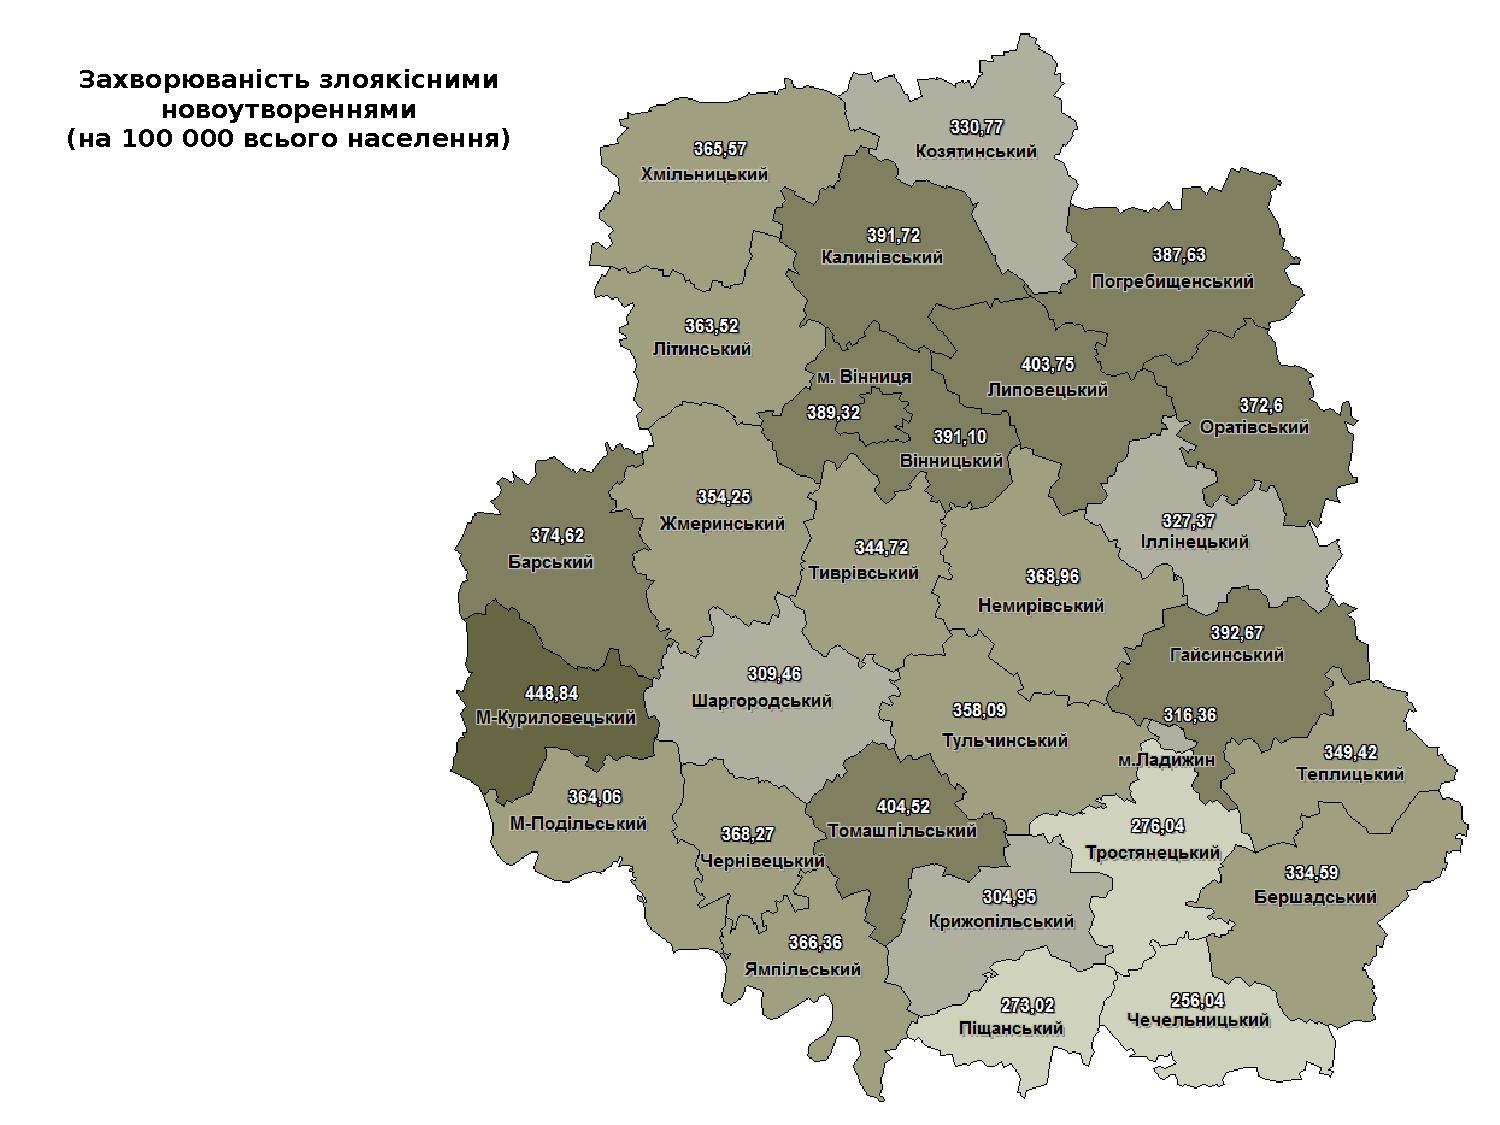 Захворюваність злоякісними
новоутвореннями
(на 100 000 всього населення)
330,77
Козятинський
365,57
Хмільницький
391,72
Калинівський
387,63
Погребищенський
363,52
Літинський
403,75
Липовецький
м. Вінниця
389,32
372,6
Оратівський
391,10
Вінницький
354,25
Жмеринський
327,37
Іллінецький
374,62
Барський
344,72
Тиврівський
368,96
Немирівський
392,67
Гайсинський
309,46
Шаргородський
448,84
М-Куриловецький
358,09
Тульчинський
316,36
м.Ладижин
349,42
Теплицький
364,06
М-Подільський
368,27
Чернівецький
404,52
Томашпільський
276,04
Тростянецький
334,59
Бершадський
304,95
Крижопільський
366,36
Ямпільський
273,02
Піщанський
256,04
Чечельницький